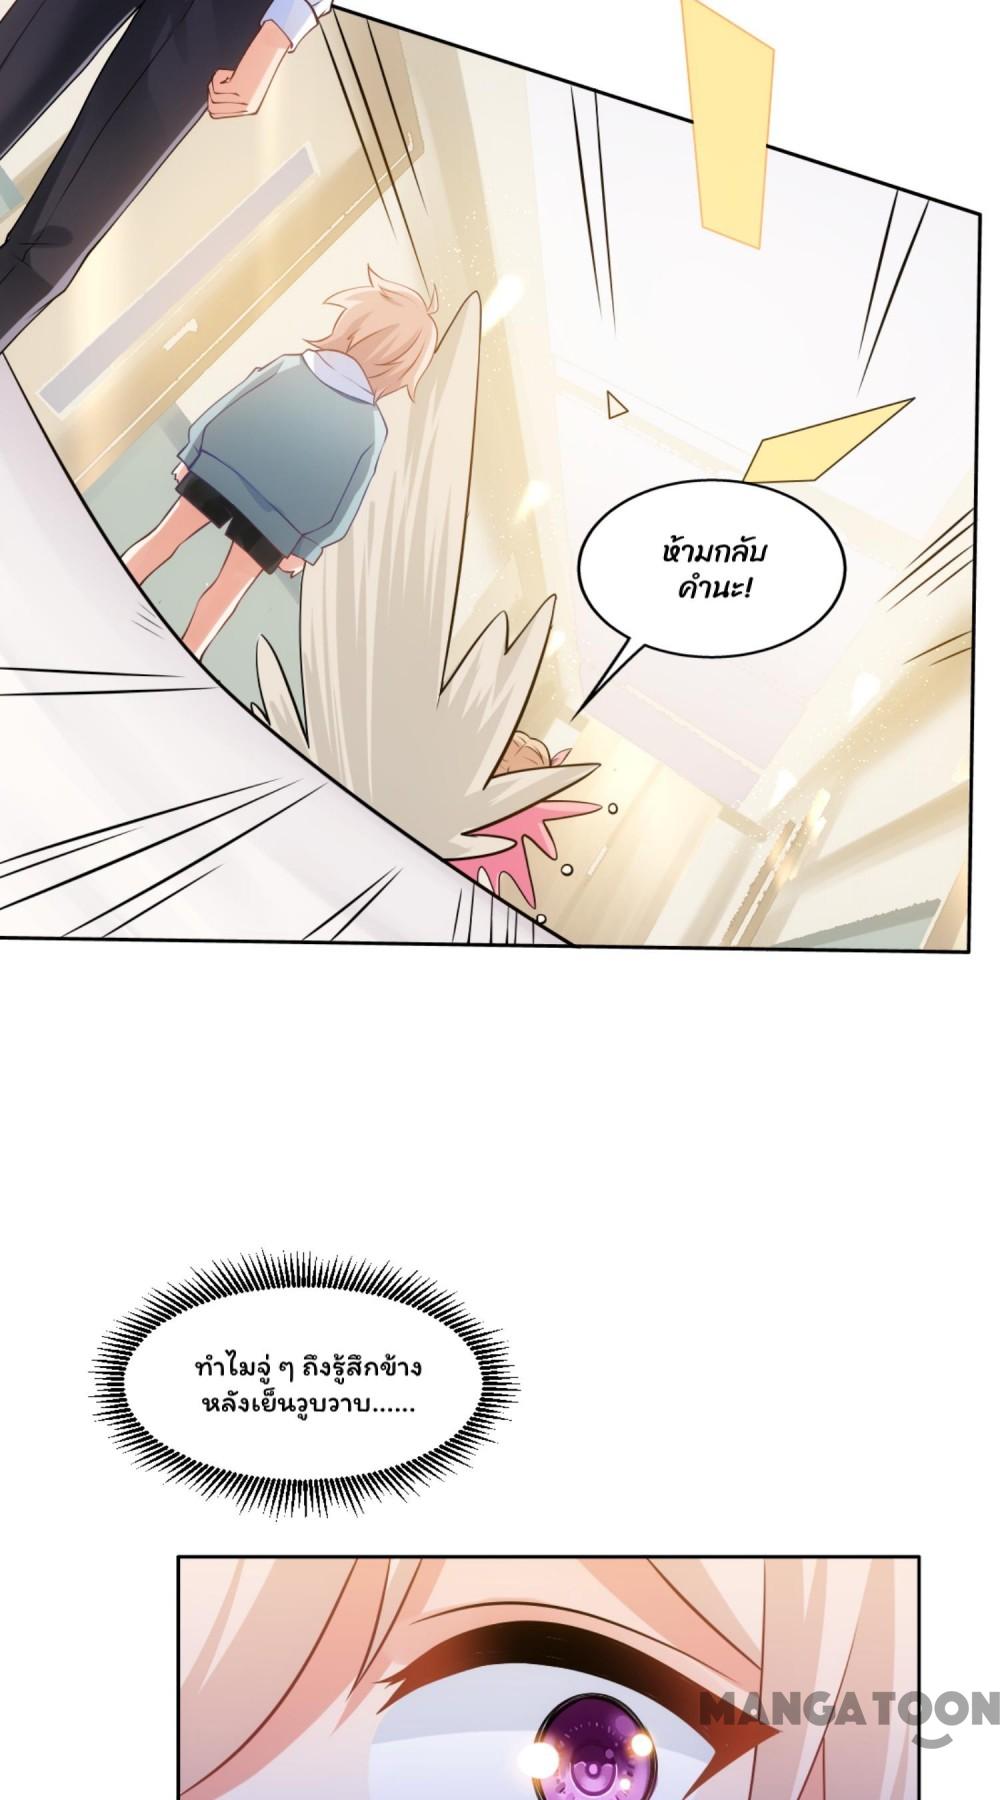 ห้ามกลับ
คำนะ!
ทำไมจู่ ๆ ถึงรู้สึกข้าง
หลังเย็นวูบวาบ......
MANGATOON